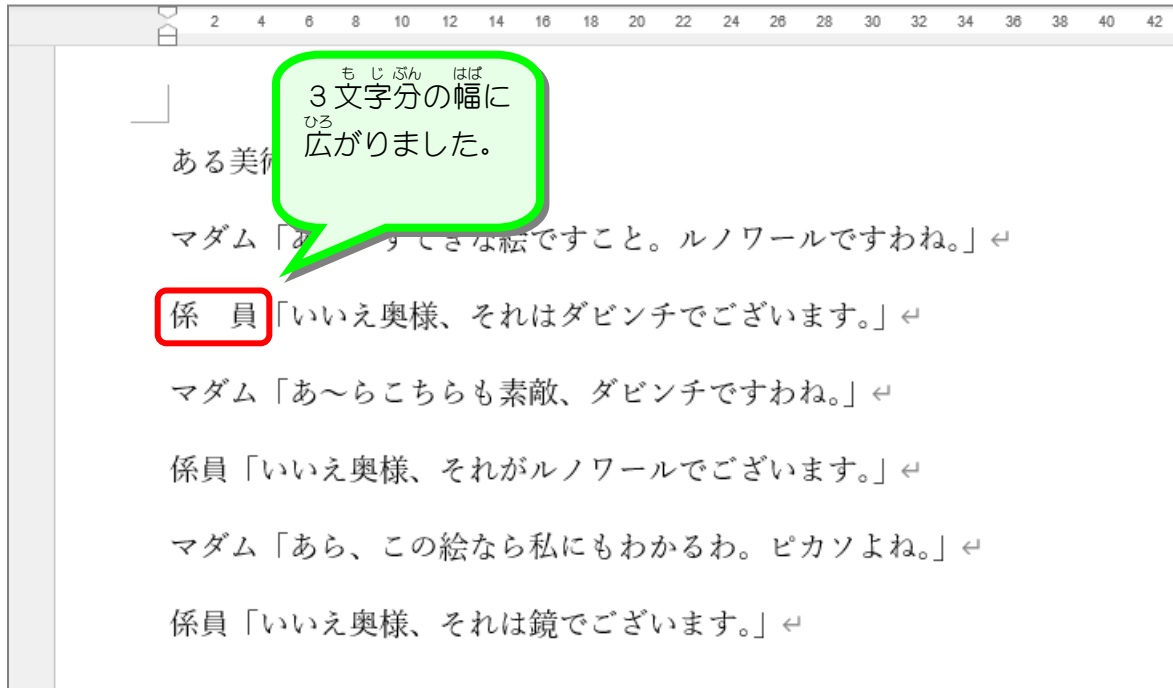 2 4 6 8 10 12 14 16 18 20 22 24 26 28 30 32 34 36 38 40 42
もじぶん はば
３文字分の幅に
ひろ
広がりました。
ある美
マダム「あ すてきな絵ですこと。ルノワールですわね。」
係　員「いいえ奥様、それはダビンチでございます。」
マダム「あ～らこちらも素敵、ダビンチですわね。」
係員「いいえ奥様、それがルノワールでございます。」
マダム「あら、この絵なら私にもわかるわ。ピカソよね。」
係員「いいえ奥様、それは鏡でございます。」